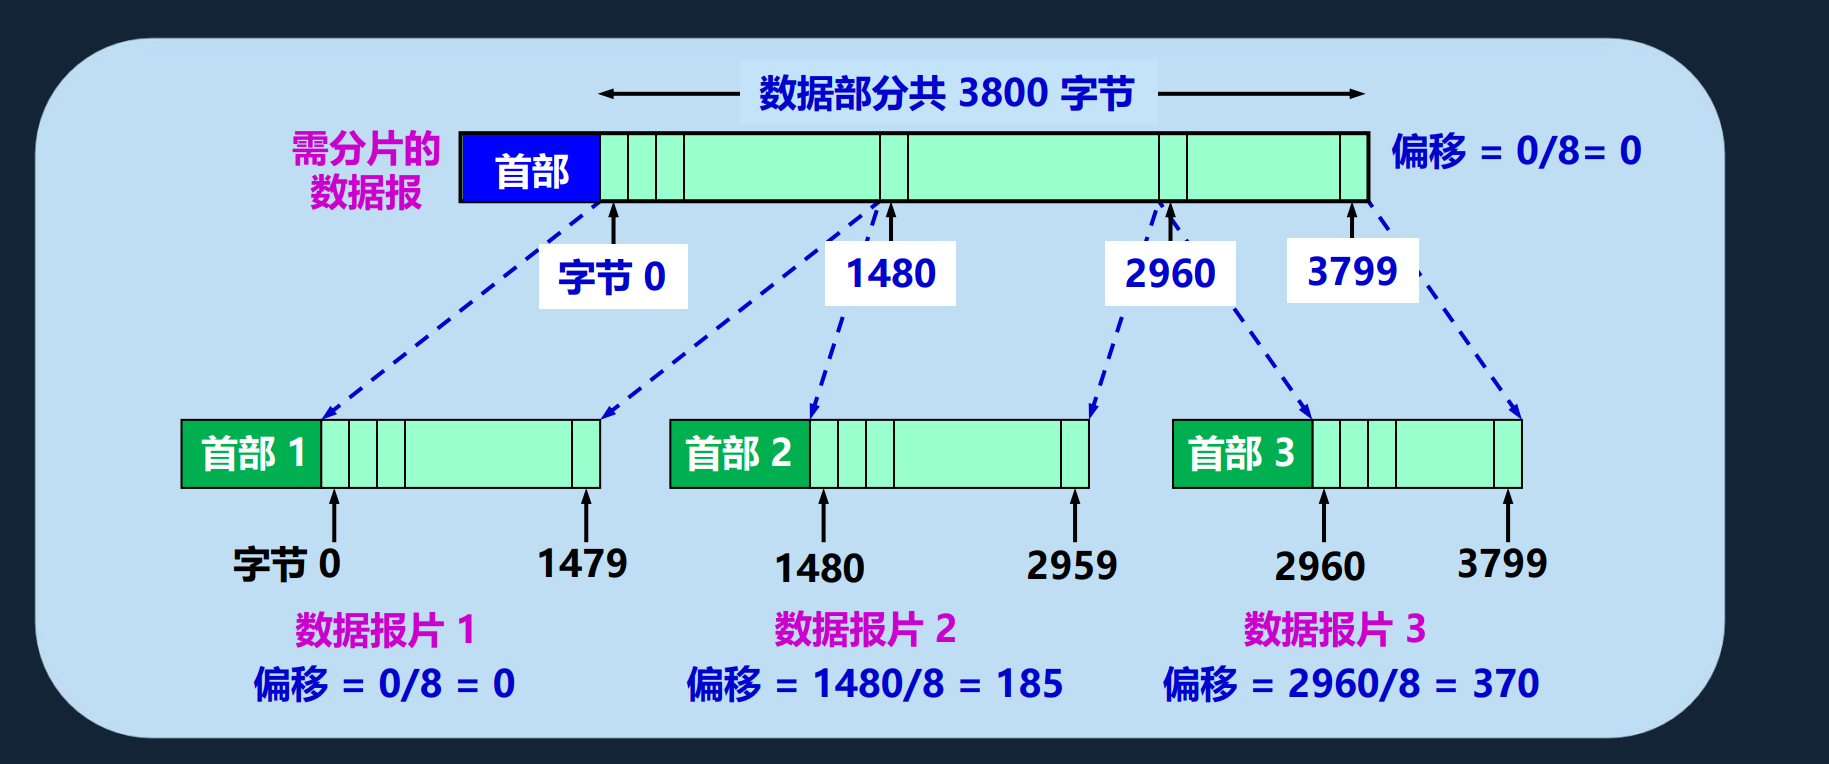 数据部分共 3800 字节
需分片的
数据报
首部
偏移 = 0/8= 0
字节 0
1480
2960
3799
首部 1
首部 2
首部 3
字节 0
1479
1480
2959
2960
3799
数据报片 1
数据报片 2
数据报片 3
偏移 = 0/8 = 0
偏移 = 1480/8 = 185
偏移 = 2960/8 = 370